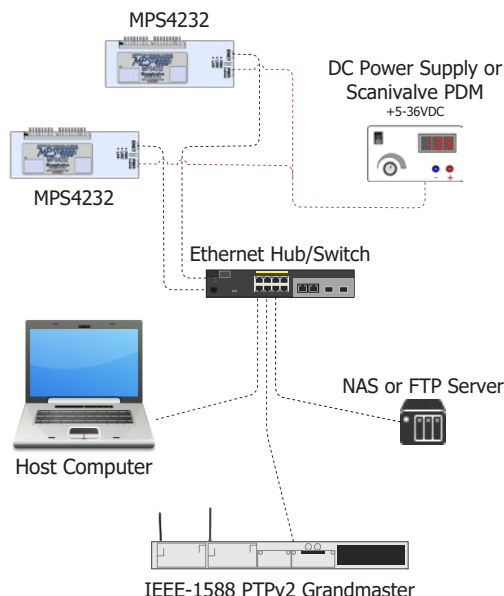 MPS4232
DC Power Supply or
Scanivalve PDM
+5-36VDC
MPS4232
Ethernet Hub/Switch
NAS or FTP Server
Host Computer
IEEE-1588 PTPv2 Grandmaster